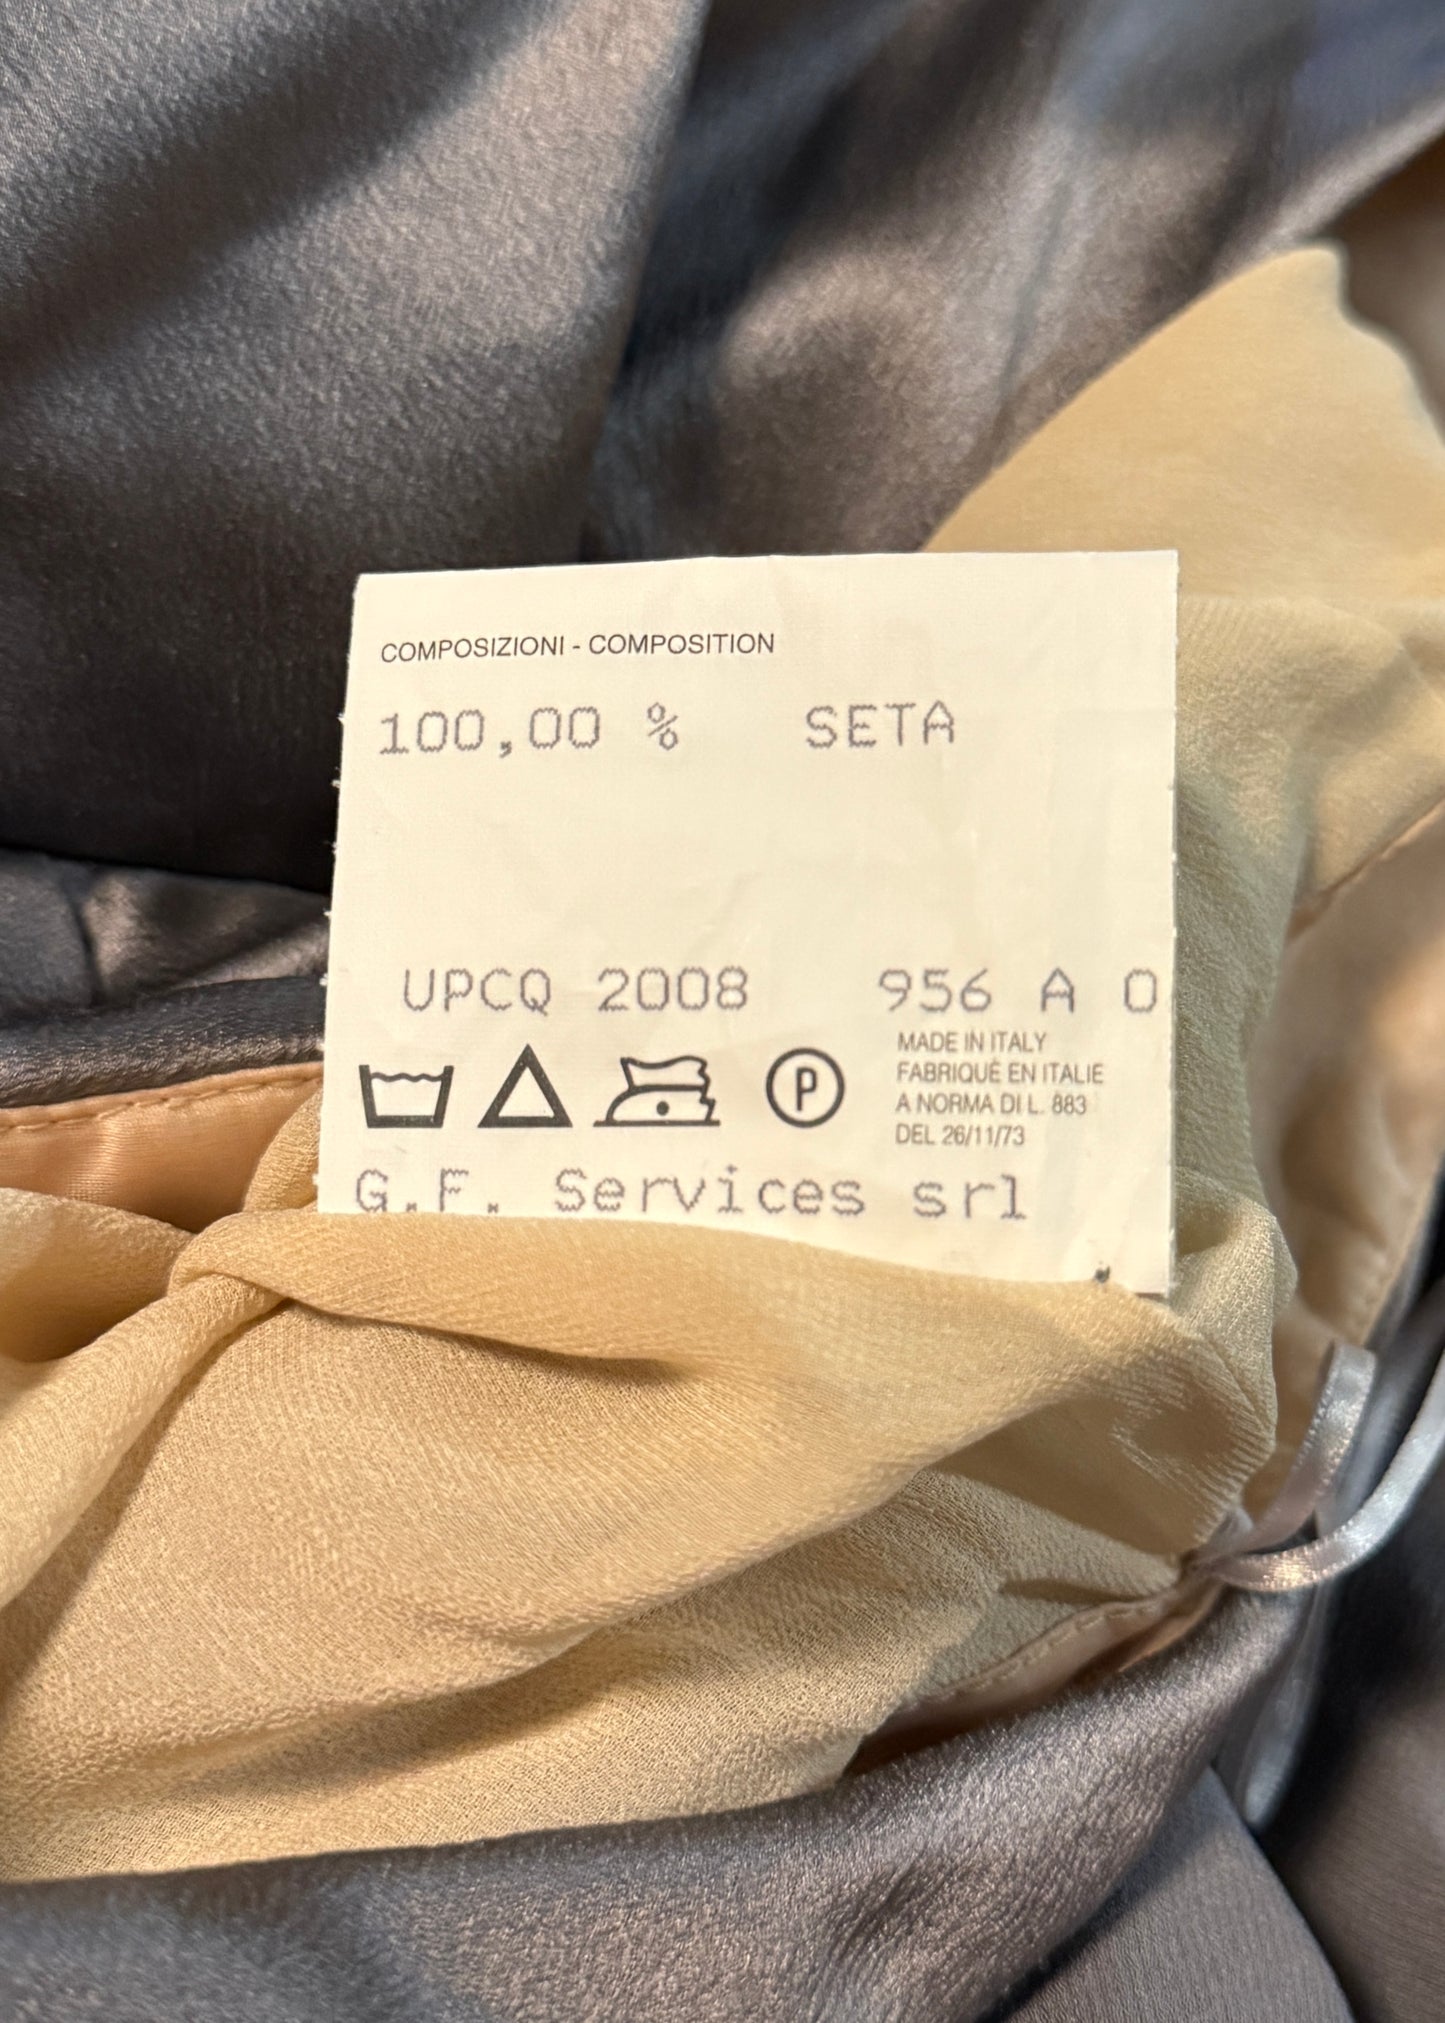 COMPOSIZIONI - COMPOSITION
100,00 % SETA
UPCQ 2008 956 A 0
MADE IN ITALY
FABRIQUÉ EN ITALIE
A NORMA DI L. 883
DEL 26/11/73
P
G.F. Services srl